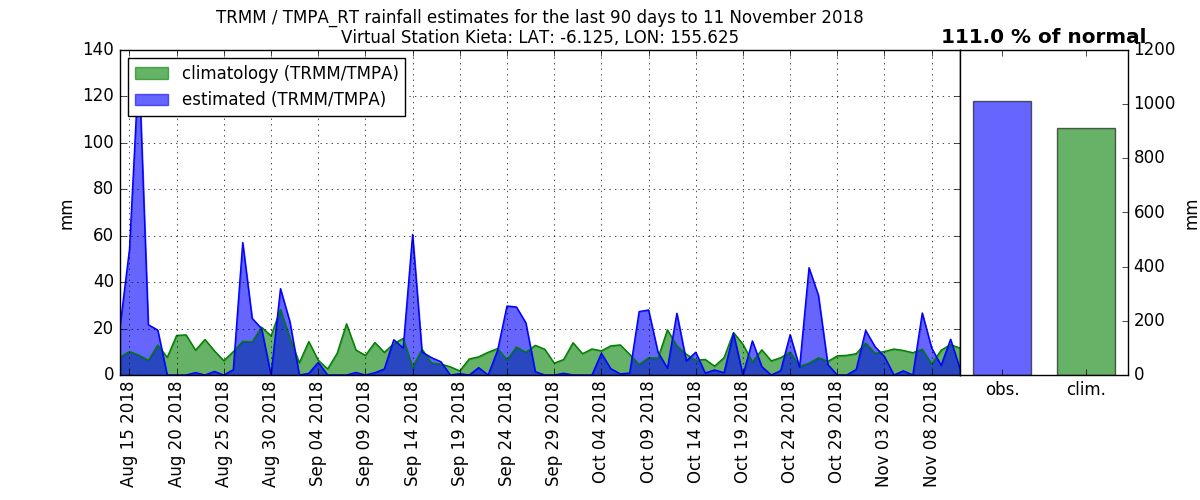 TRMM / TMPA_RT rainfall estimates for the last 90 days to 11 November 2018
Virtual Station Kieta: LAT: -6.125, LON: 155.625
111.0 % of normal
climatology (TRMM/TMPA)
estimated (TRMM/TMPA)
mm
140
120
100
80
60
40
20
0
Aug 15 2018
Aug 20 2018
Aug 25 2018
Aug 30 2018
Sep 04 2018
Sep 09 2018
Sep 14 2018
Sep 19 2018
Sep 24 2018
Sep 29 2018
Oct 04 2018
Oct 09 2018
Oct 14 2018
Oct 19 2018
Oct 24 2018
Oct 29 2018
Nov 03 2018
Nov 08 2018
obs.
clim.
1200
1000
800
600
400
200
0
mm